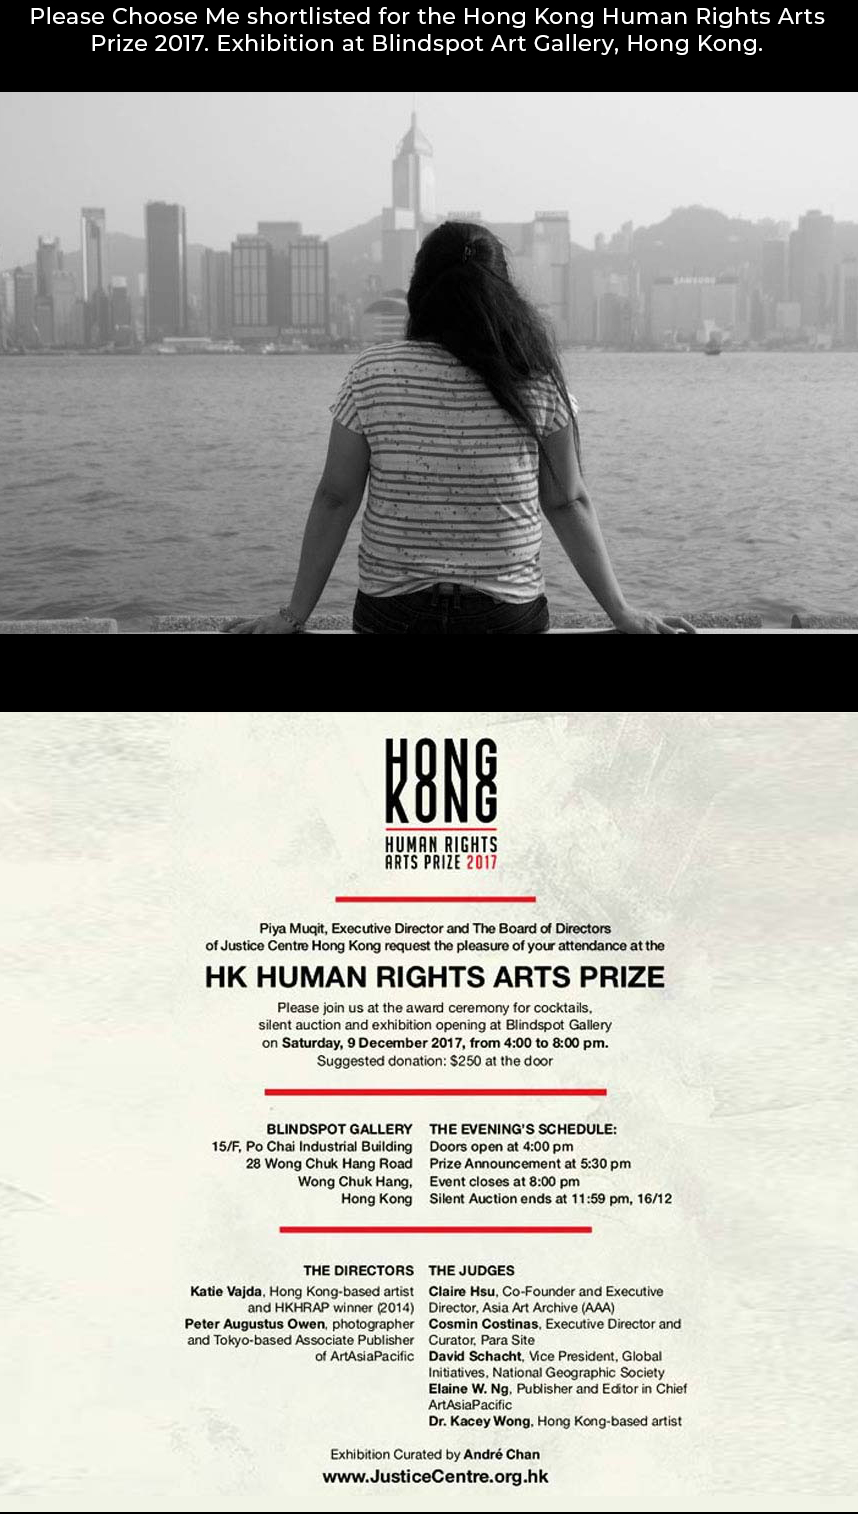 Please Choose Me shortlisted for the Hong Kong Human Rights Arts
Prize 2017. Exhibition at Blindspot Art Gallery, Hong Kong.
SAMSUNG
HONG
KONG
HUMAN RIGHTS
ARTS PRIZE 2017
Piya Muqit, Executive Director and The Board of Directors
of Justice Centre Hong Kong request the pleasure of your attendance at the
HK HUMAN RIGHTS ARTS PRIZE
Please join us at the award ceremony for cocktails,
silent auction and exhibition opening at Blindspot Gallery
on Saturday, 9 December 2017, from 4:00 to 8:00 pm.
Suggested donation: $250 at the door
BLINDSPOT GALLERY
15/F, Po Chai Industrial Building
28 Wong Chuk Hang Road
Wong Chuk Hang,
Hong Kong
THE EVENING'S SCHEDULE:
Doors open at 4:00 pm
Prize Announcement at 5:30 pm
Event closes at 8:00 pm
Silent Auction ends at 11:59 pm, 16/12
THE DIRECTORS
Katie Vajda, Hong Kong-based artist
and HKHRAP winner (2014)
Peter Augustus Owen, photographer
and Tokyo-based Associate Publisher
of ArtAsiaPacific
THE JUDGES
Claire Hsu, Co-Founder and Executive
Director, Asia Art Archive (AAA)
Cosmin Costinas, Executive Director and
Curator, Para Site
David Schacht, Vice President, Global
Initiatives, National Geographic Society
Elaine W. Ng, Publisher and Editor in Chief
ArtAsiaPacific
Dr. Kacey Wong, Hong Kong-based artist
Exhibition Curated by André Chan
www.JusticeCentre.org.hk